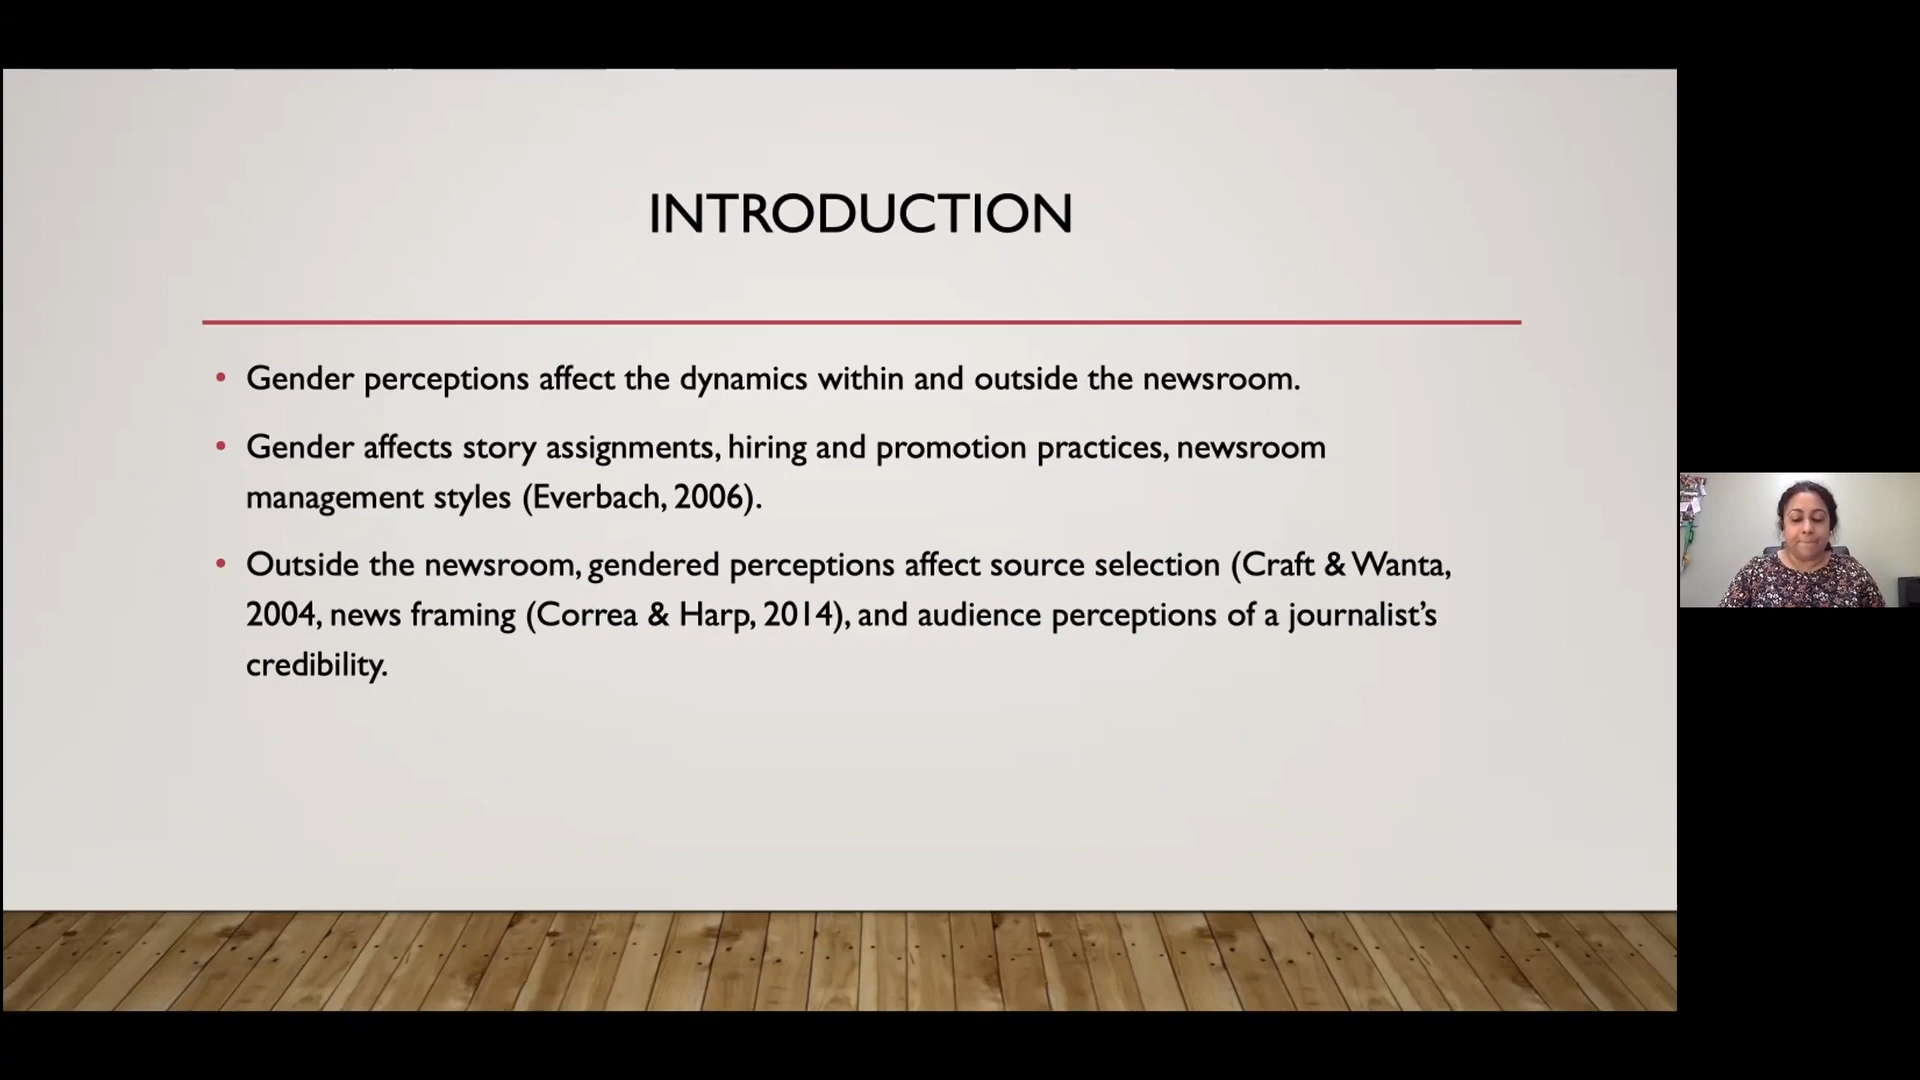 INTRODUCTION
• Gender perceptions affect the dynamics within and outside the newsroom.
• Gender affects story assignments, hiring and promotion practices, newsroom
management styles (Everbach, 2006).
• Outside the newsroom, gendered perceptions affect source selection (Craft & Wanta,
2004, news framing (Correa & Harp, 2014), and audience perceptions of a journalist’s
credibility.